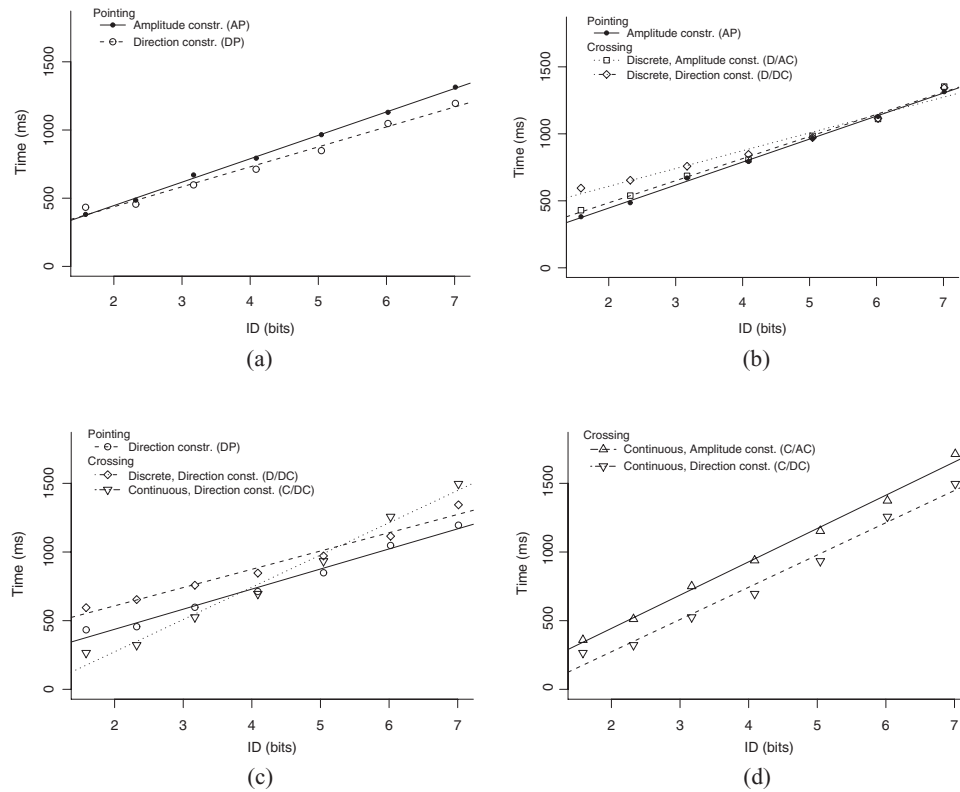 Pointing
Amplitude constr. (AP)
Direction constr. (DP)
1500
1000
500
0
Time (ms)
2 3 4 5 6 7
ID (bits)
(a)
Pointing
Amplitude constr. (AP)
Crossing
Discrete, Amplitude const. (D/AC)
Discrete, Direction const. (D/DC)
1500
1000
500
0
Time (ms)
2 3 4 5 6 7
ID (bits)
(b)
Pointing
Direction constr. (DP)
Crossing
Discrete, Direction const. (D/DC)
Continuous, Direction const. (C/DC)
1500
1000
500
0
Time (ms)
2 3 4 5 6 7
ID (bits)
(c)
Crossing
Continuous, Amplitude const. (C/AC)
Continuous, Direction const. (C/DC)
1500
1000
500
0
Time (ms)
2 3 4 5 6 7
ID (bits)
(d)